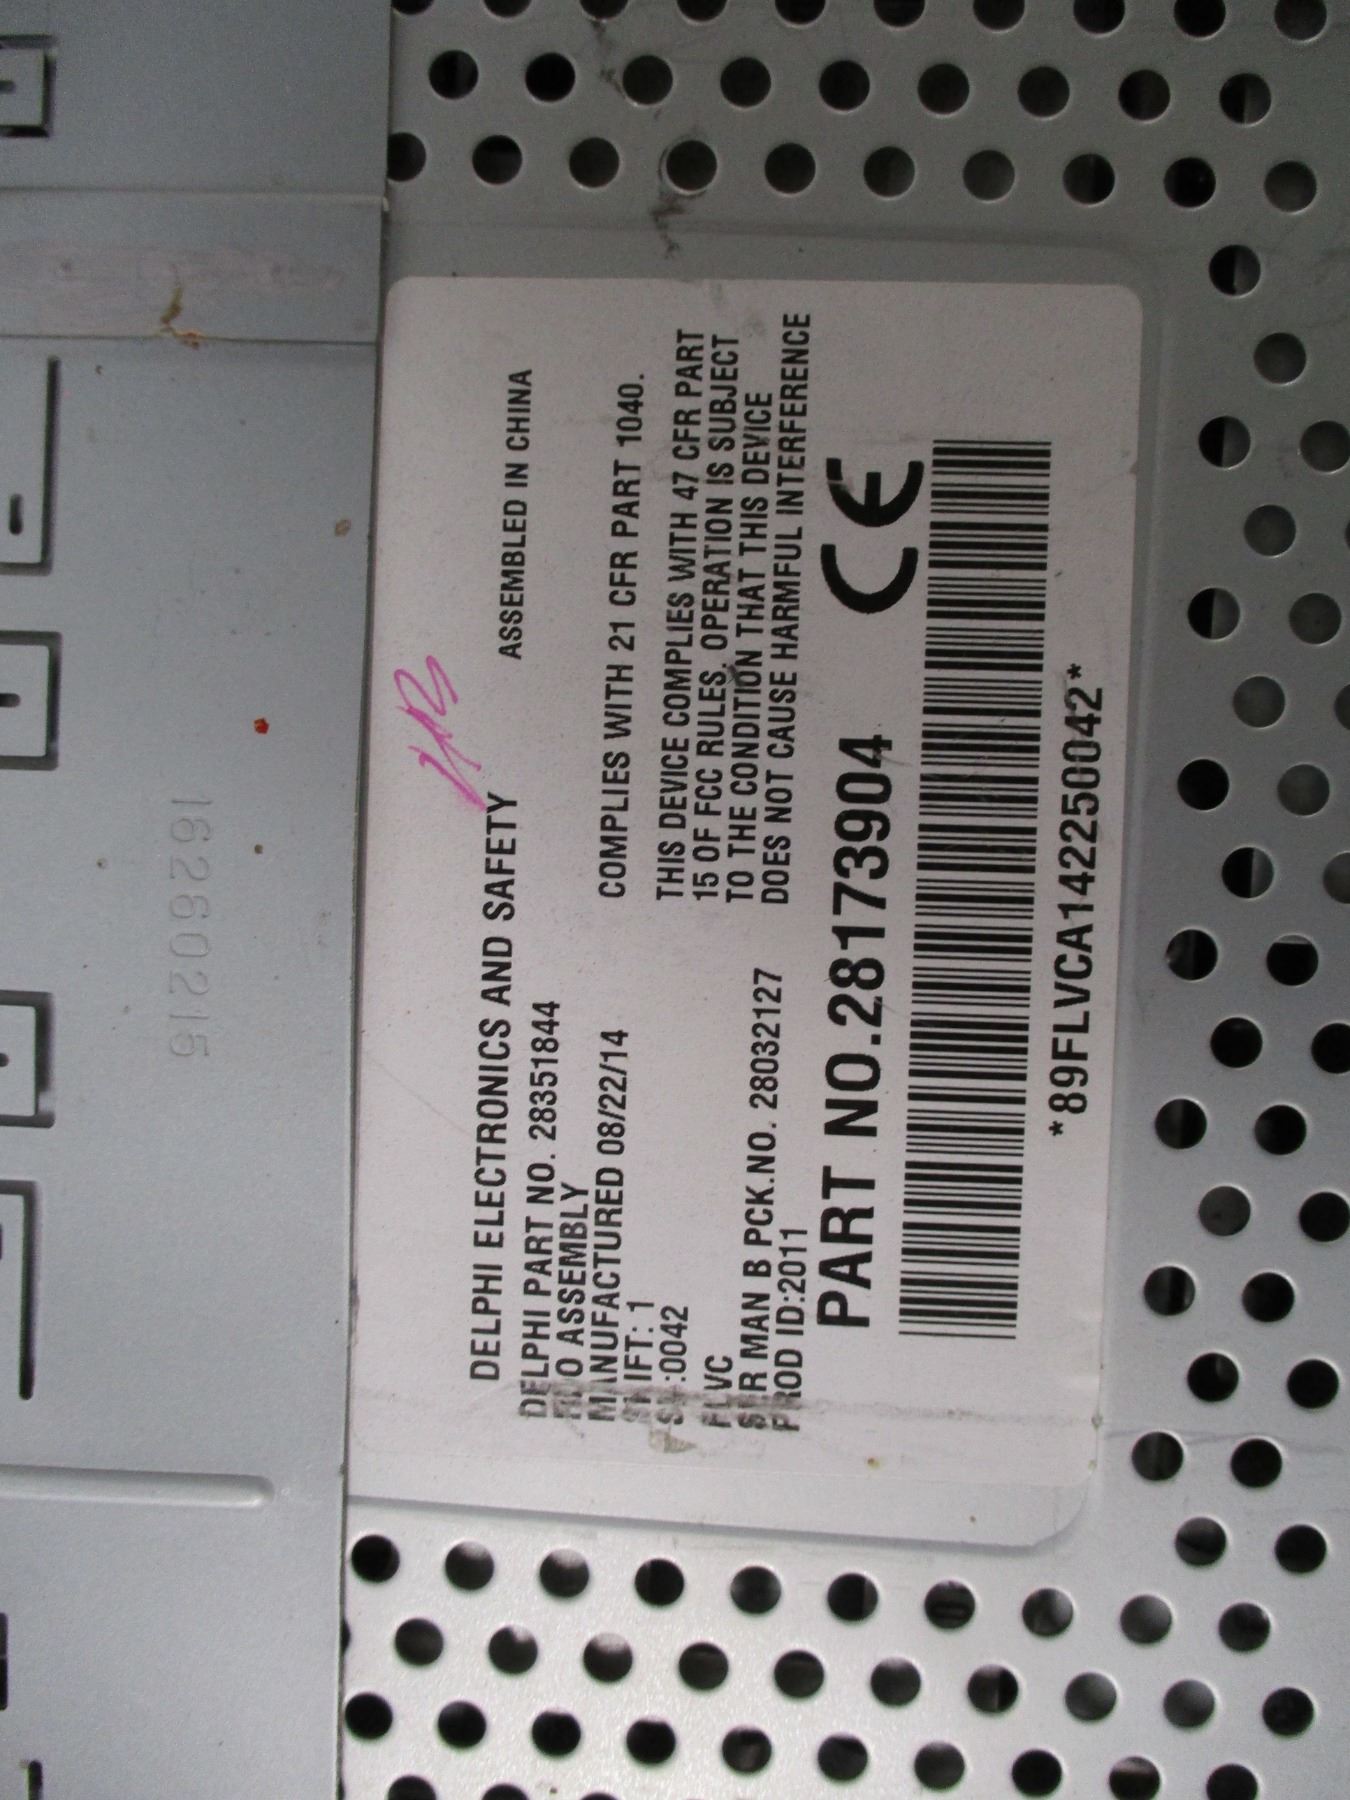 DELPHI ELECTRONICS AND SAFETY
ASSEMBLED IN CHINA
DELPHI PART NO. 28351844
ASSEMBLY
MANUFACTURED 08/22/14
SHIFT: 1
:0042
FLVC
MAN B PCK.NO. 28032127
PROD ID:2011
COMPLIES WITH 21 CFR PART 1040.
THIS DEVICE COMPLIES WITH 47 CFR PART
15 OF FCC RULES. OPERATION IS SUBJECT
TO THE CONDITION THAT THIS DEVICE
DOES NOT CAUSE HARMFUL INTERFERENCE
PART NO.28173904
CE
*89FLVCA142250042*
16260215